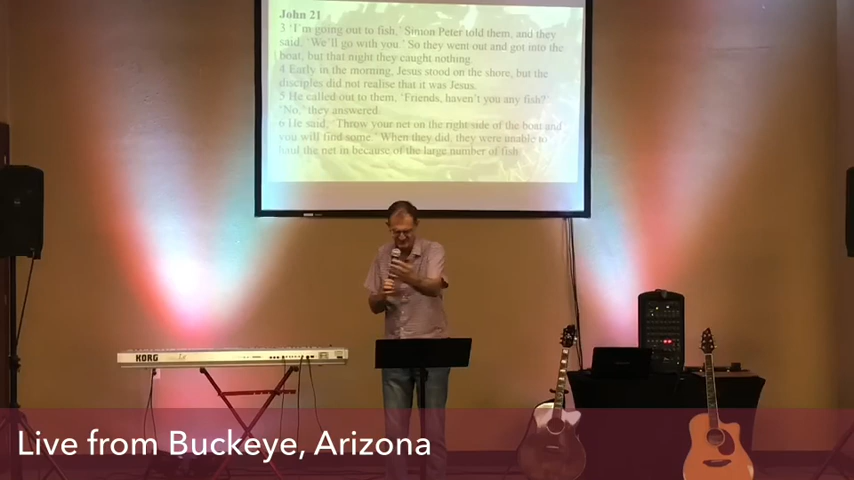 John 21
3 'I'm going out to fish,' Simon Peter told them, and they
said, 'We'll go with you.' So they went out and got into the
boat, but that night they caught nothing.
4 Early in the morning, Jesus stood on the shore, but the
disciples did not realise that it was Jesus.
5 He called out to them, 'Friends, haven't you any fish?'
'No,' they answered.
6 He said, 'Throw your net on the right side of the boat and
you will find some.' When they did, they were unable to
haul the net in because of the large number of fish.
KORG
Live from Buckeye, Arizona